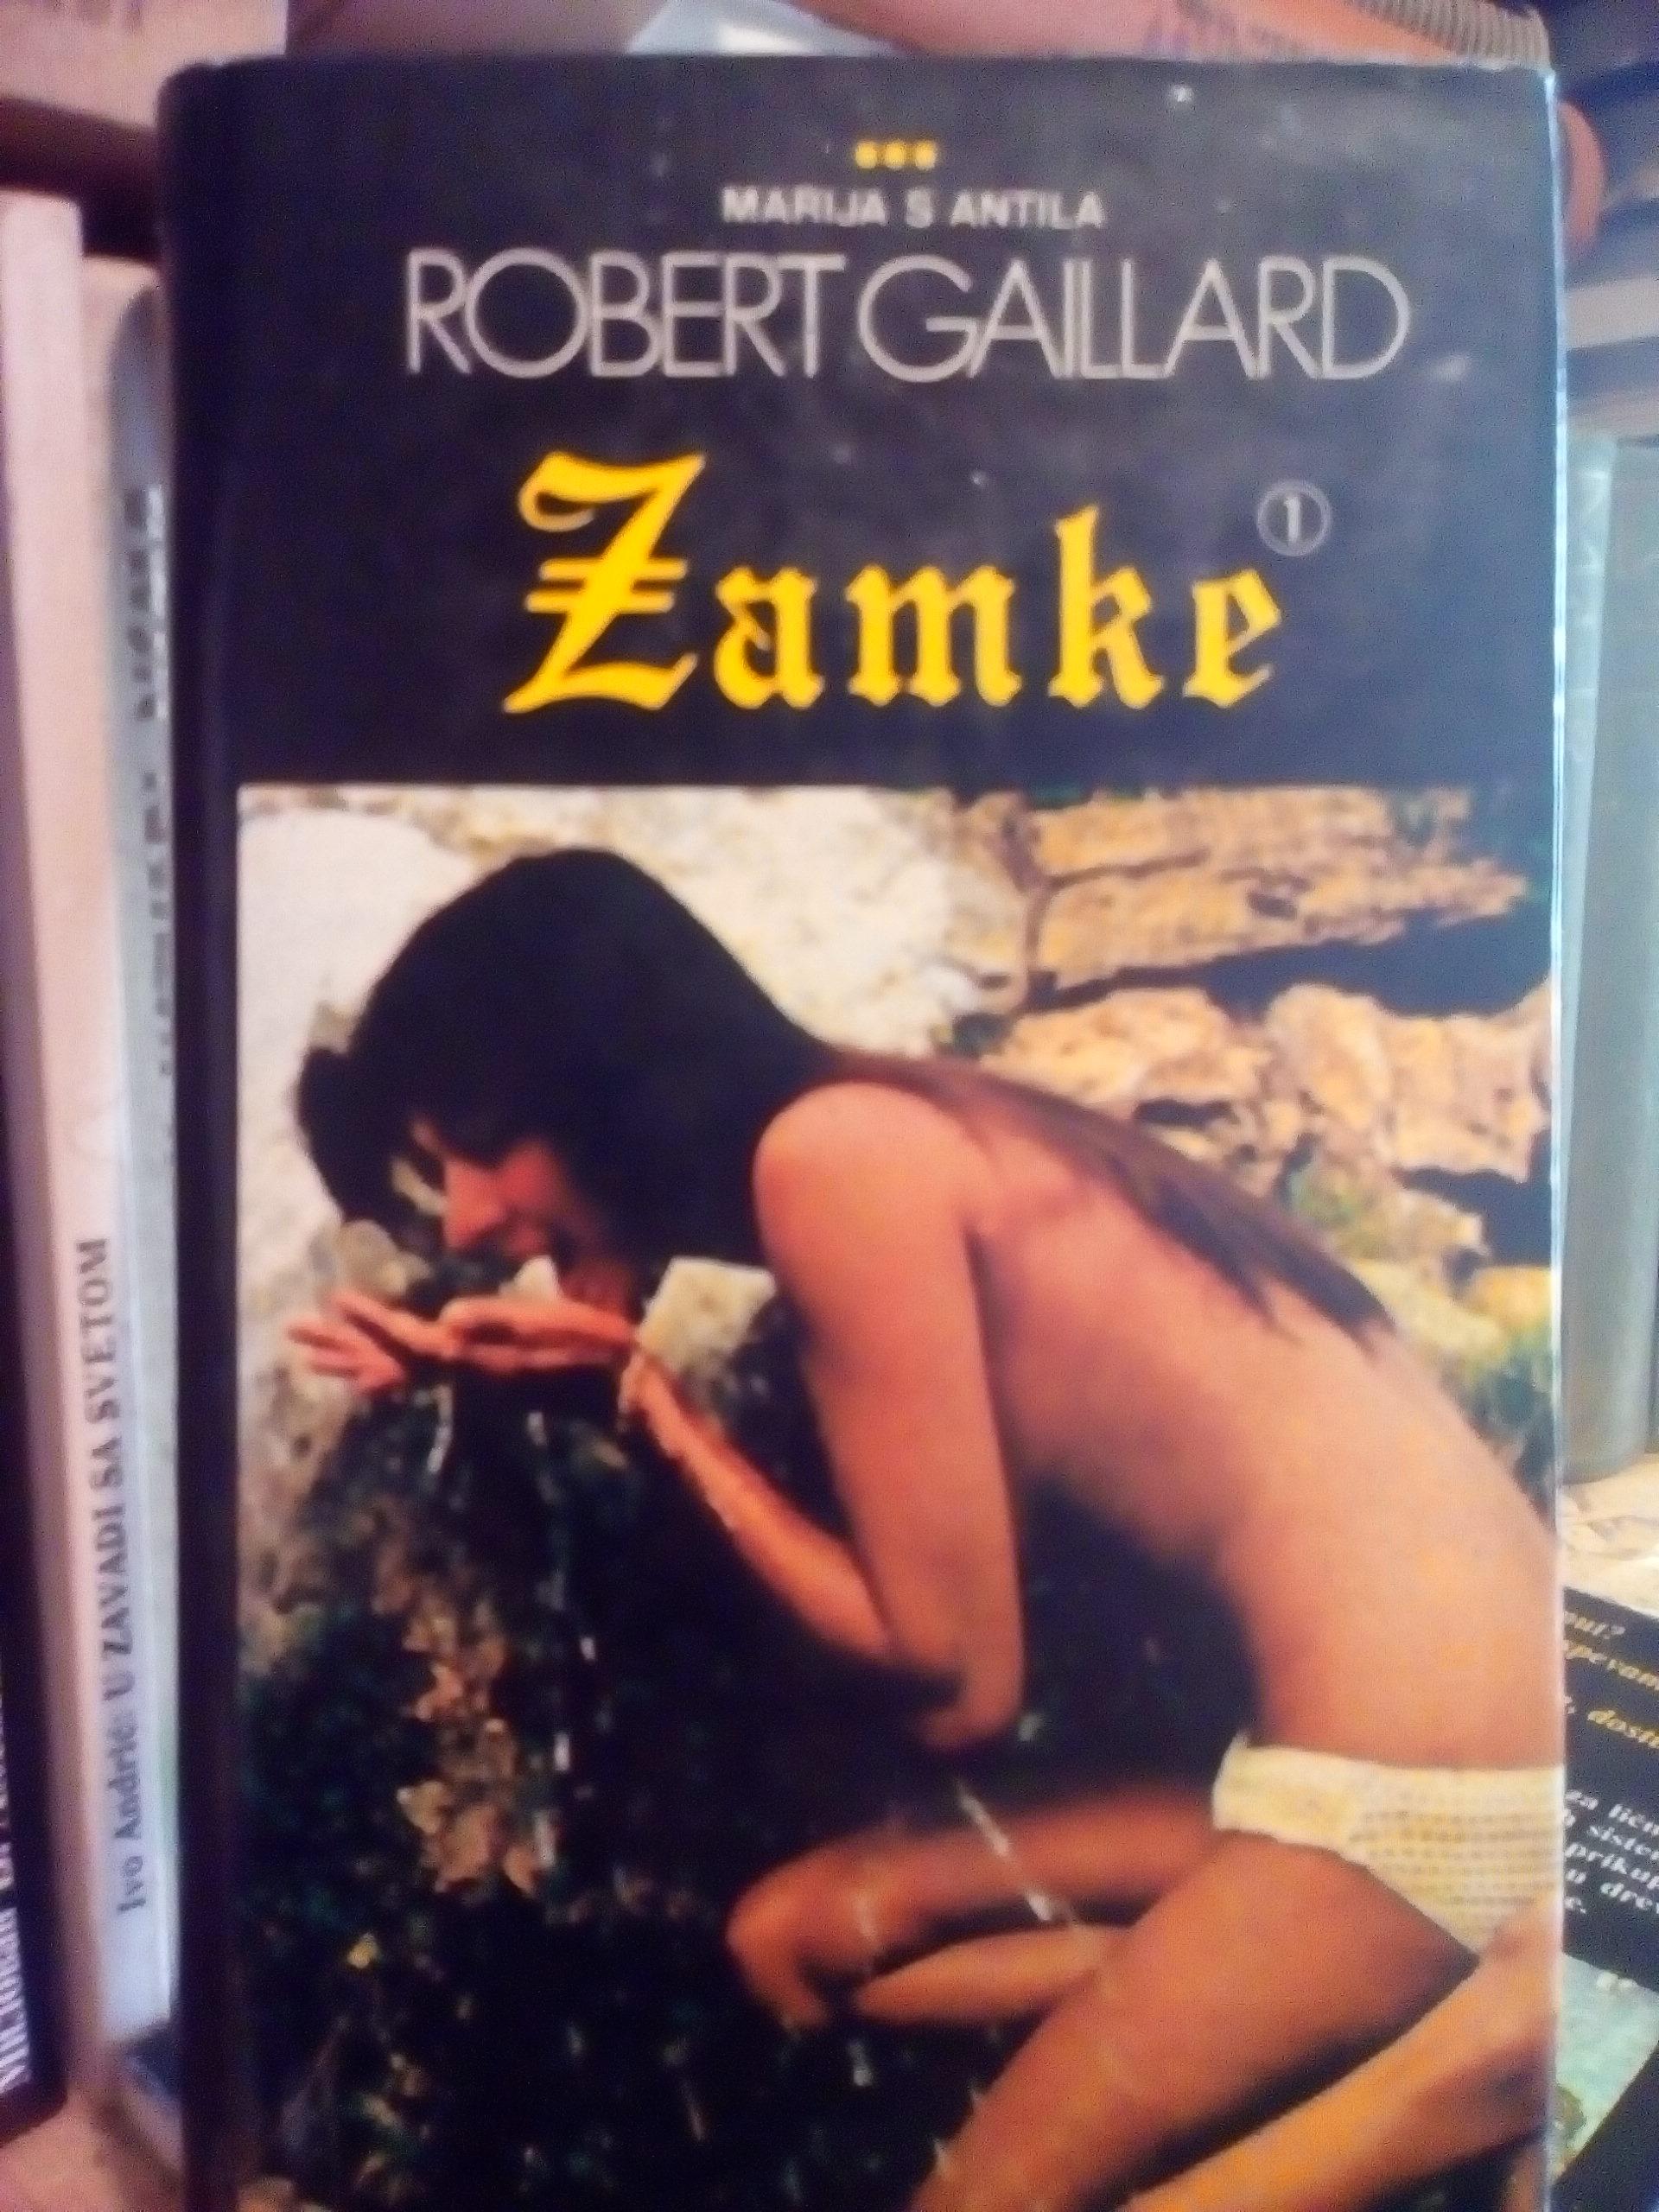 MARIJA S ANTILA
ROBERT GAILLARD
Zamke
1
Ivo Andrić: U ZAVADI SA SVETOM